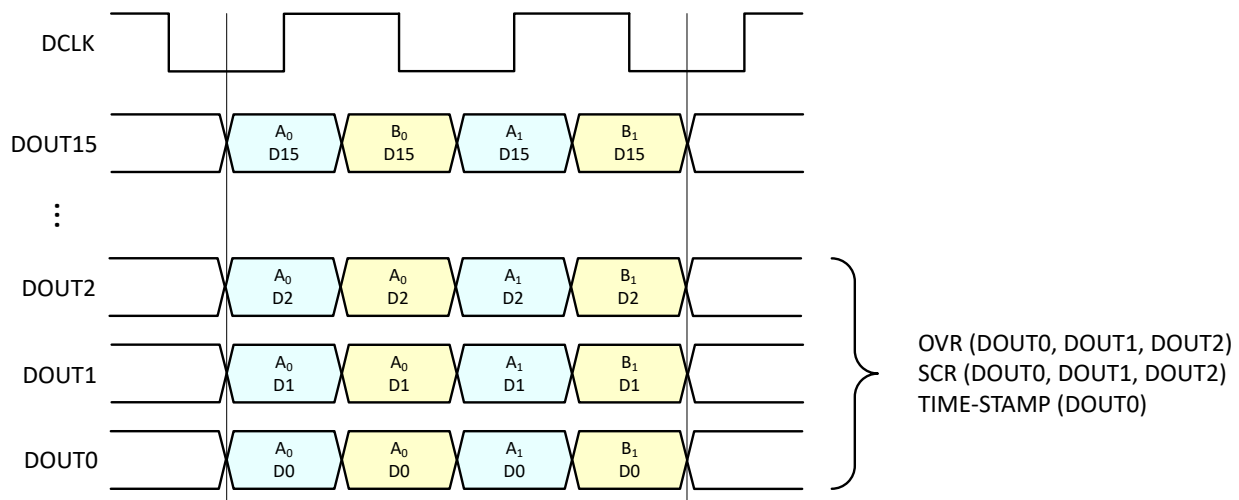 DCLK
DOUT15
A₀ B₀ A₁ B₁
D15 D15 D15 D15
⋮
DOUT2
A₀ A₀ A₁ B₁
D2 D2 D2 D2
DOUT1
A₀ A₀ A₁ B₁
D1 D1 D1 D1
DOUT0
A₀ A₀ A₁ B₁
D0 D0 D0 D0
OVR (DOUT0, DOUT1, DOUT2)
SCR (DOUT0, DOUT1, DOUT2)
TIME-STAMP (DOUT0)